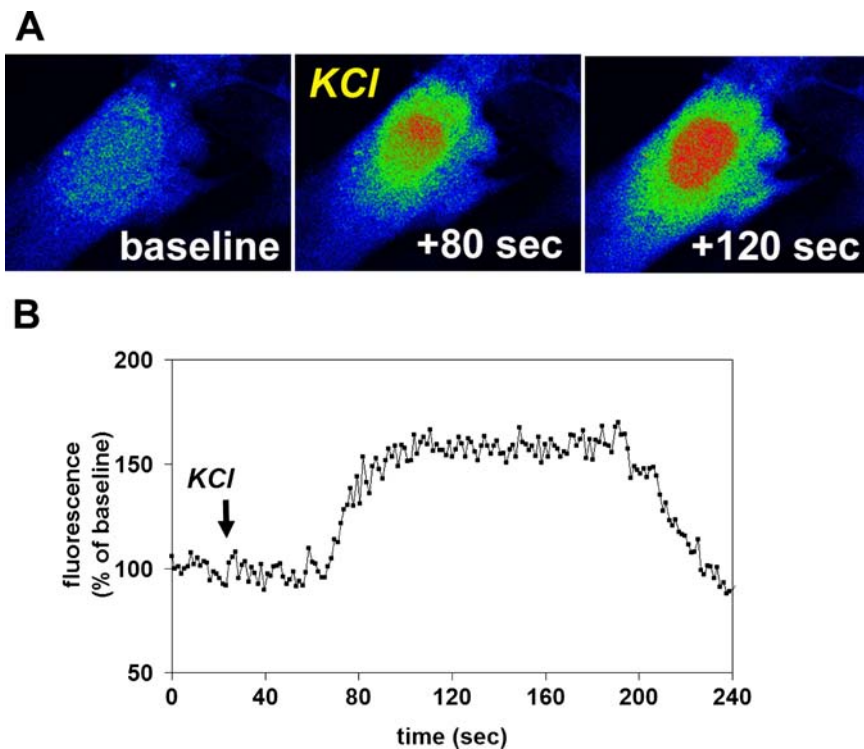 A
KCl
baseline
+80 sec
+120 sec
B
200
150
100
50
fluorescence
(% of baseline)
KCl
0
40
80
120
160
200
240
time (sec)